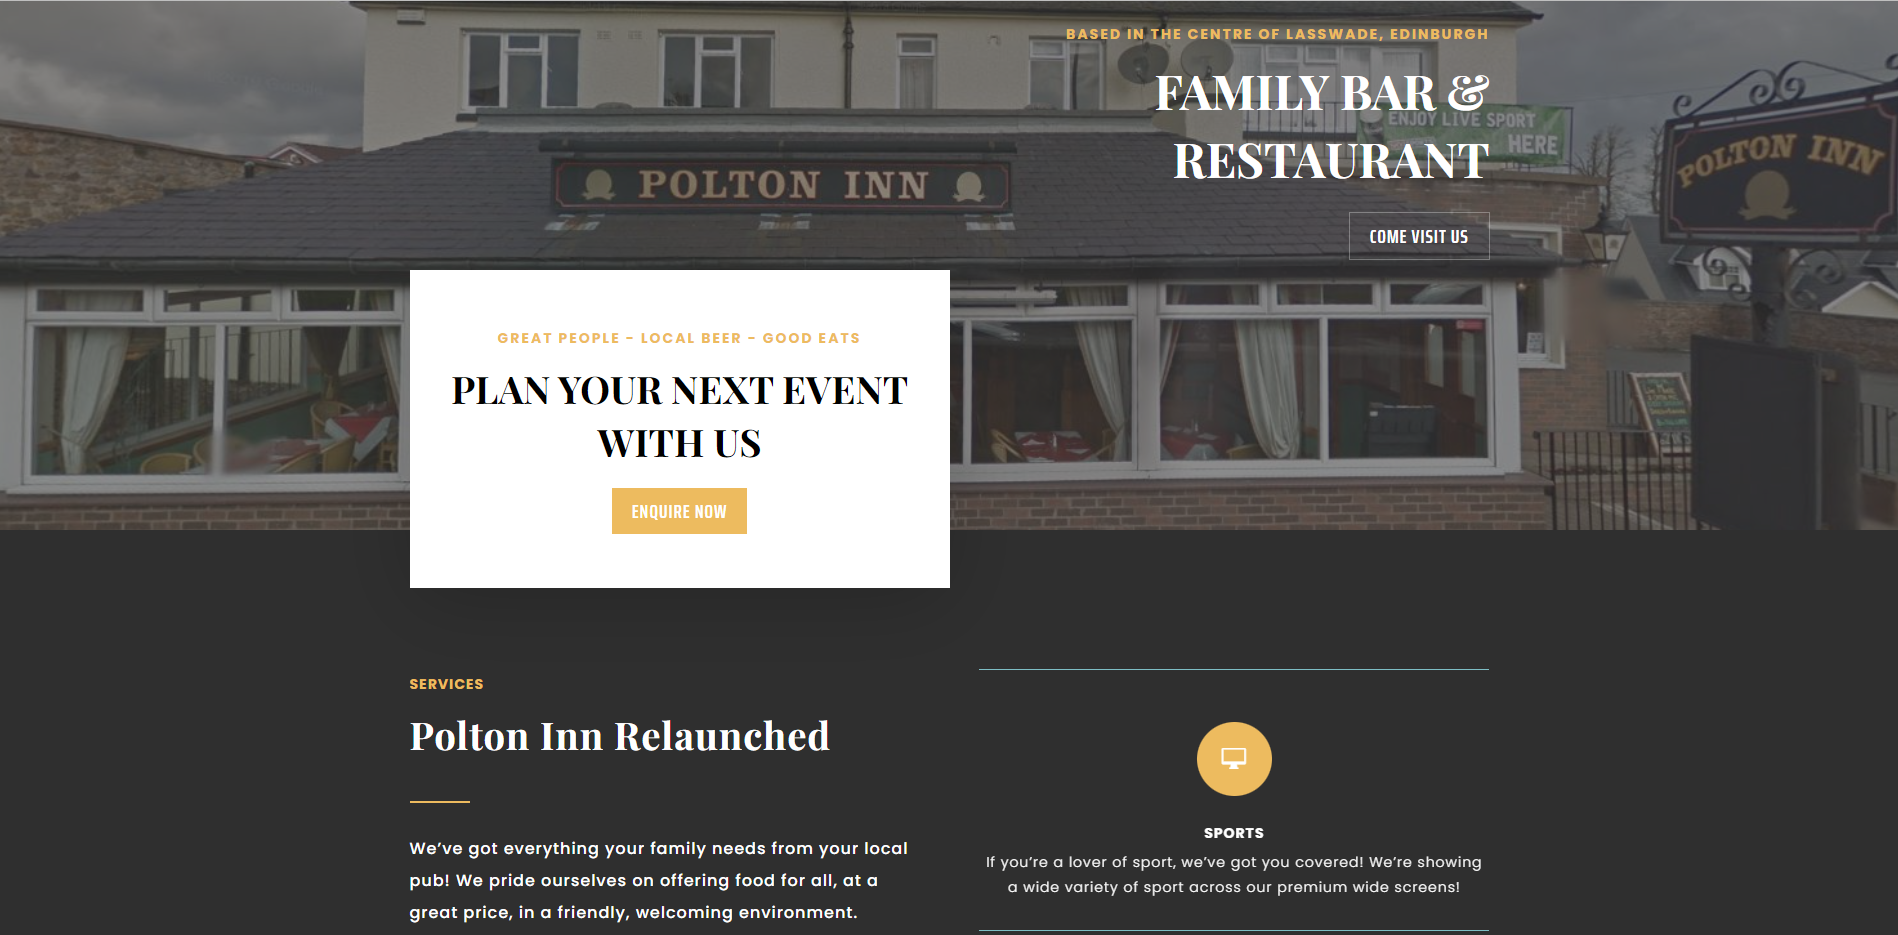 BASED IN THE CENTRE OF LASSWADE, EDINBURGH
FAMILY BAR &
RESTAURANT
ENJOY LIVE SPORT
HERE
POLTON INN
POLTON INN
COME VISIT US
GREAT PEOPLE - LOCAL BEER - GOOD EATS
PLAN YOUR NEXT EVENT
WITH US
ENQUIRE NOW
SERVICES
Polton Inn Relaunched
We’ve got everything your family needs from your local
pub! We pride ourselves on offering food for all, at a
great price, in a friendly, welcoming environment.
SPORTS
If you’re a lover of sport, we’ve got you covered! We’re showing
a wide variety of sport across our premium wide screens!